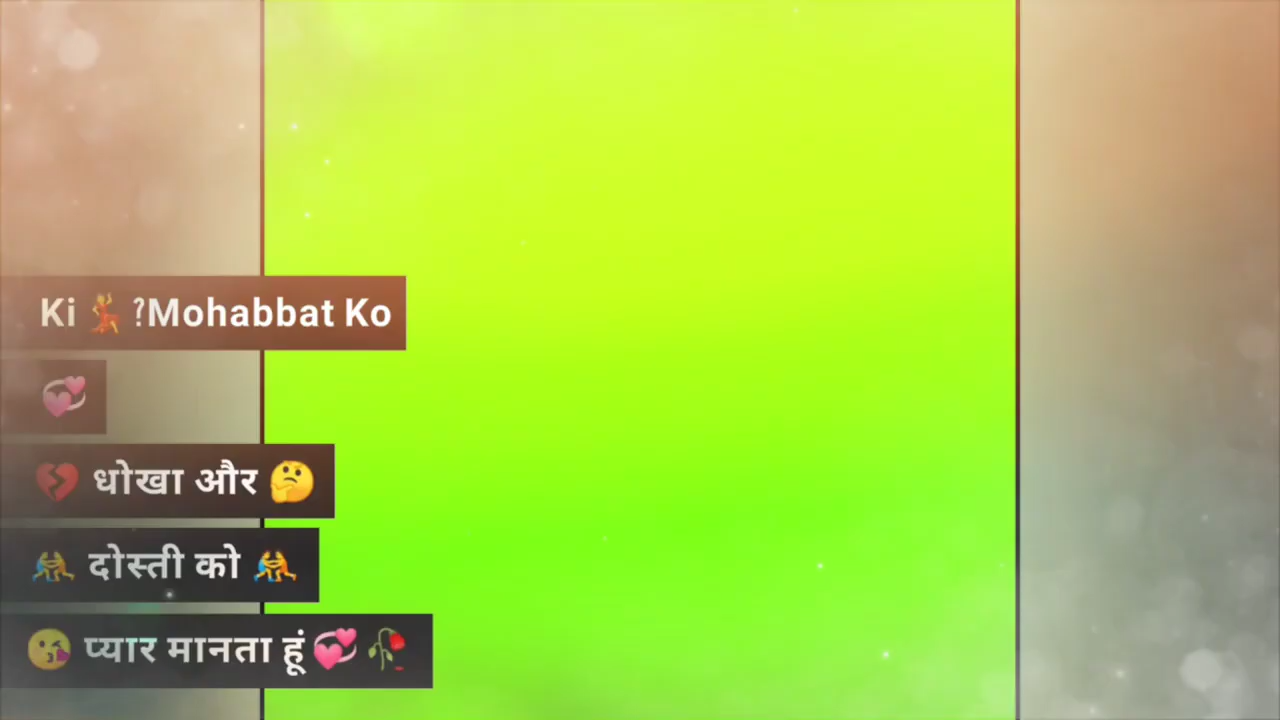 Ki 💃 ?Mohabbat Ko
💞
💔 धोखा और 🤔
🤼 दोस्ती को 🤼
😘 प्यार मानता हूं 💞 🥀